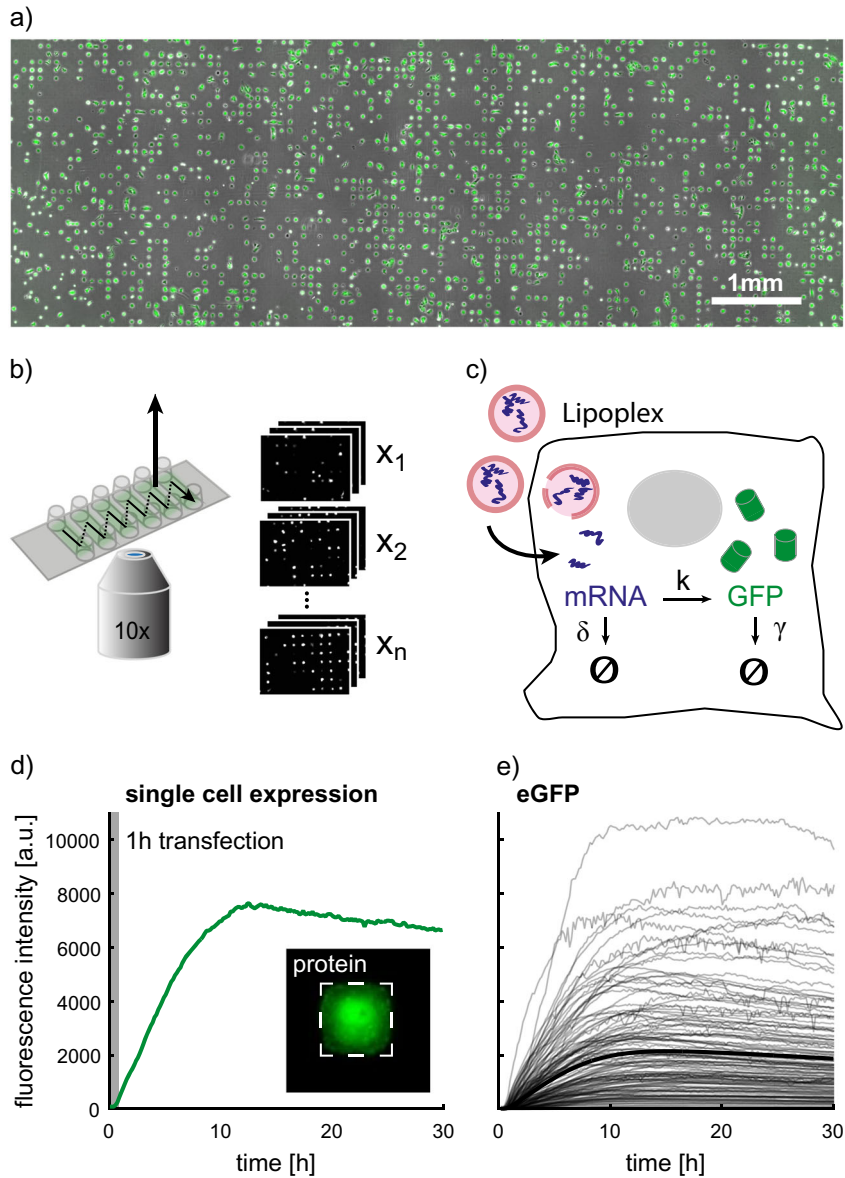 a)
1mm
b)
10x
x1
x2
xn
c)
Lipoplex
mRNA
k
GFP
δ
γ
Ø
Ø
d)
single cell expression
1h transfection
protein
fluorescence intensity [a.u.]
10000
8000
6000
4000
2000
0
0
10
20
30
time [h]
e)
eGFP
0
10
20
30
time [h]